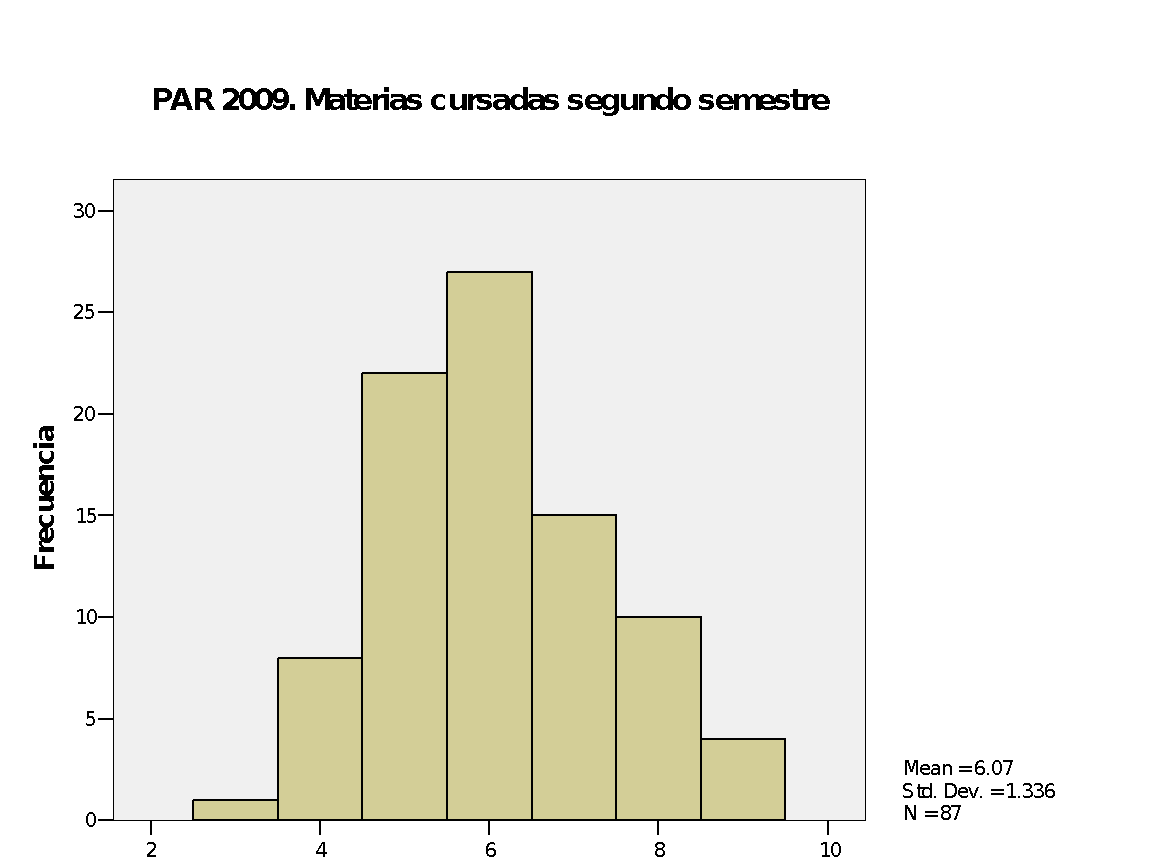 PAR 2009. Materias cursadas segundo semestre
30
25
20
15
10
5
0
Frecuencia
2 4 6 8 10
Mean =6.07
Std. Dev. =1.336
N =87